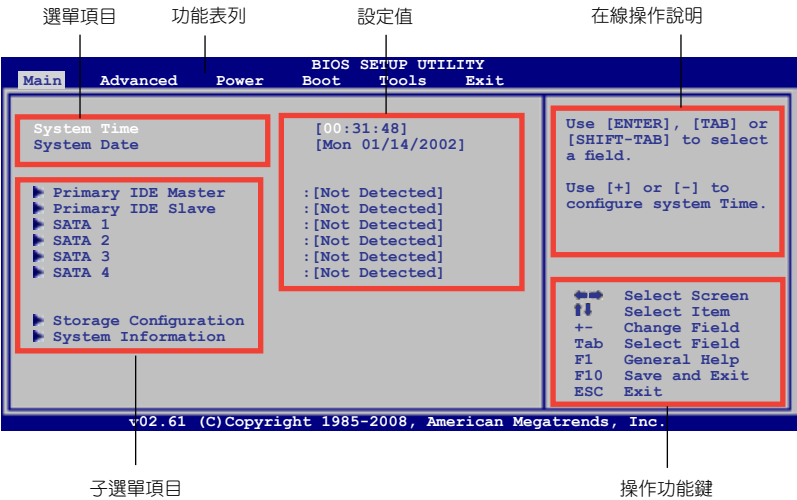 選單項目 功能表列 設定值 在線操作說明
BIOS SETUP UTILITY
Main Advanced Power Boot Tools Exit
System Time [00:31:48]
System Date [Mon 01/14/2002]
Primary IDE Master :[Not Detected]
Primary IDE Slave :[Not Detected]
SATA 1 :[Not Detected]
SATA 2 :[Not Detected]
SATA 3 :[Not Detected]
SATA 4 :[Not Detected]
Storage Configuration
System Information
Use [ENTER], [TAB] or
[SHIFT-TAB] to select
a field.
Use [+] or [-] to
configure system Time.
Select Screen
Select Item
+- Change Field
Tab Select Field
F1 General Help
F10 Save and Exit
ESC Exit
v02.61 (C)Copyright 1985-2008, American Megatrends, Inc.
子選單項目 操作功能鍵